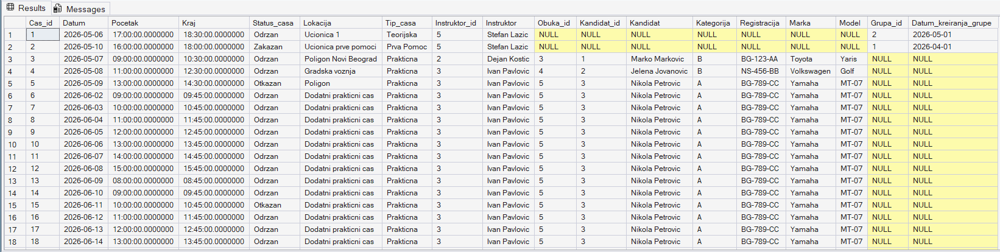 Results Messages
Cas_id Datum Pocetak Kraj Status_casa Lokacija Tip_casa Instruktor_id Instruktor Obuka_id Kandidat_id Kandidat Kategorija Registracija Marka Model Grupa_id Datum_kreiranja_grupe
1 1 2026-05-06 17:00:00.0000000 18:30:00.0000000 Odrzan Ucionica 1 Teorijska 5 Stefan Lazic NULL NULL NULL NULL NULL NULL NULL 2 2026-05-01
2 2 2026-05-10 16:00:00.0000000 18:00:00.0000000 Zakazan Ucionica prve pomoci Prva Pomoc 5 Stefan Lazic NULL NULL NULL NULL NULL NULL NULL 1 2026-04-01
3 3 2026-05-07 09:00:00.0000000 10:30:00.0000000 Odrzan Poligon Novi Beograd Prakticna 2 Dejan Kostic 3 1 Marko Markovic B BG-123-AA Toyota Yaris NULL NULL
4 4 2026-05-08 11:00:00.0000000 12:30:00.0000000 Odrzan Gradska voznja Prakticna 3 Ivan Pavlovic 4 2 Jelena Jovanovic B NS-456-BB Volkswagen Golf NULL NULL
5 5 2026-05-09 13:00:00.0000000 14:30:00.0000000 Otkazan Poligon Prakticna 3 Ivan Pavlovic 5 3 Nikola Petrovic A BG-789-CC Yamaha MT-07 NULL NULL
6 6 2026-06-02 09:00:00.0000000 09:45:00.0000000 Odrzan Dodatni prakticni cas Prakticna 3 Ivan Pavlovic 5 3 Nikola Petrovic A BG-789-CC Yamaha MT-07 NULL NULL
7 7 2026-06-03 10:00:00.0000000 10:45:00.0000000 Odrzan Dodatni prakticni cas Prakticna 3 Ivan Pavlovic 5 3 Nikola Petrovic A BG-789-CC Yamaha MT-07 NULL NULL
8 8 2026-06-04 11:00:00.0000000 11:45:00.0000000 Odrzan Dodatni prakticni cas Prakticna 3 Ivan Pavlovic 5 3 Nikola Petrovic A BG-789-CC Yamaha MT-07 NULL NULL
9 9 2026-06-05 12:00:00.0000000 12:45:00.0000000 Odrzan Dodatni prakticni cas Prakticna 3 Ivan Pavlovic 5 3 Nikola Petrovic A BG-789-CC Yamaha MT-07 NULL NULL
10 10 2026-06-06 13:00:00.0000000 13:45:00.0000000 Odrzan Dodatni prakticni cas Prakticna 3 Ivan Pavlovic 5 3 Nikola Petrovic A BG-789-CC Yamaha MT-07 NULL NULL
11 11 2026-06-07 14:00:00.0000000 14:45:00.0000000 Odrzan Dodatni prakticni cas Prakticna 3 Ivan Pavlovic 5 3 Nikola Petrovic A BG-789-CC Yamaha MT-07 NULL NULL
12 12 2026-06-08 15:00:00.0000000 15:45:00.0000000 Odrzan Dodatni prakticni cas Prakticna 3 Ivan Pavlovic 5 3 Nikola Petrovic A BG-789-CC Yamaha MT-07 NULL NULL
13 13 2026-06-09 08:00:00.0000000 08:45:00.0000000 Odrzan Dodatni prakticni cas Prakticna 3 Ivan Pavlovic 5 3 Nikola Petrovic A BG-789-CC Yamaha MT-07 NULL NULL
14 14 2026-06-10 09:00:00.0000000 09:45:00.0000000 Odrzan Dodatni prakticni cas Prakticna 3 Ivan Pavlovic 5 3 Nikola Petrovic A BG-789-CC Yamaha MT-07 NULL NULL
15 15 2026-06-11 10:00:00.0000000 10:45:00.0000000 Otkazan Dodatni prakticni cas Prakticna 3 Ivan Pavlovic 5 3 Nikola Petrovic A BG-789-CC Yamaha MT-07 NULL NULL
16 16 2026-06-12 11:00:00.0000000 11:45:00.0000000 Odrzan Dodatni prakticni cas Prakticna 3 Ivan Pavlovic 5 3 Nikola Petrovic A BG-789-CC Yamaha MT-07 NULL NULL
17 17 2026-06-13 12:00:00.0000000 12:45:00.0000000 Odrzan Dodatni prakticni cas Prakticna 3 Ivan Pavlovic 5 3 Nikola Petrovic A BG-789-CC Yamaha MT-07 NULL NULL
18 18 2026-06-14 13:00:00.0000000 13:45:00.0000000 Odrzan Dodatni prakticni cas Prakticna 3 Ivan Pavlovic 5 3 Nikola Petrovic A BG-789-CC Yamaha MT-07 NULL NULL